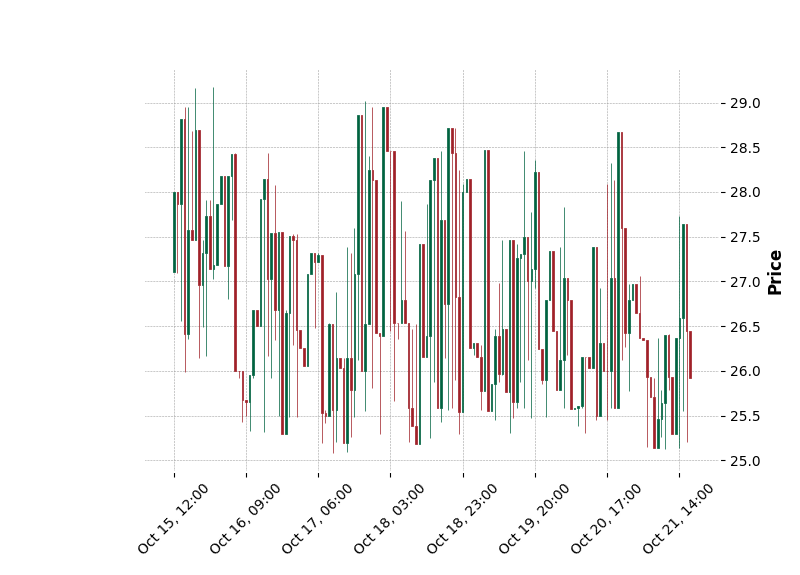 29.0
28.5
28.0
27.5
27.0
26.5
26.0
25.5
25.0
Price
Oct 15, 12:00
Oct 16, 09:00
Oct 17, 06:00
Oct 18, 03:00
Oct 18, 23:00
Oct 19, 20:00
Oct 20, 17:00
Oct 21, 14:00